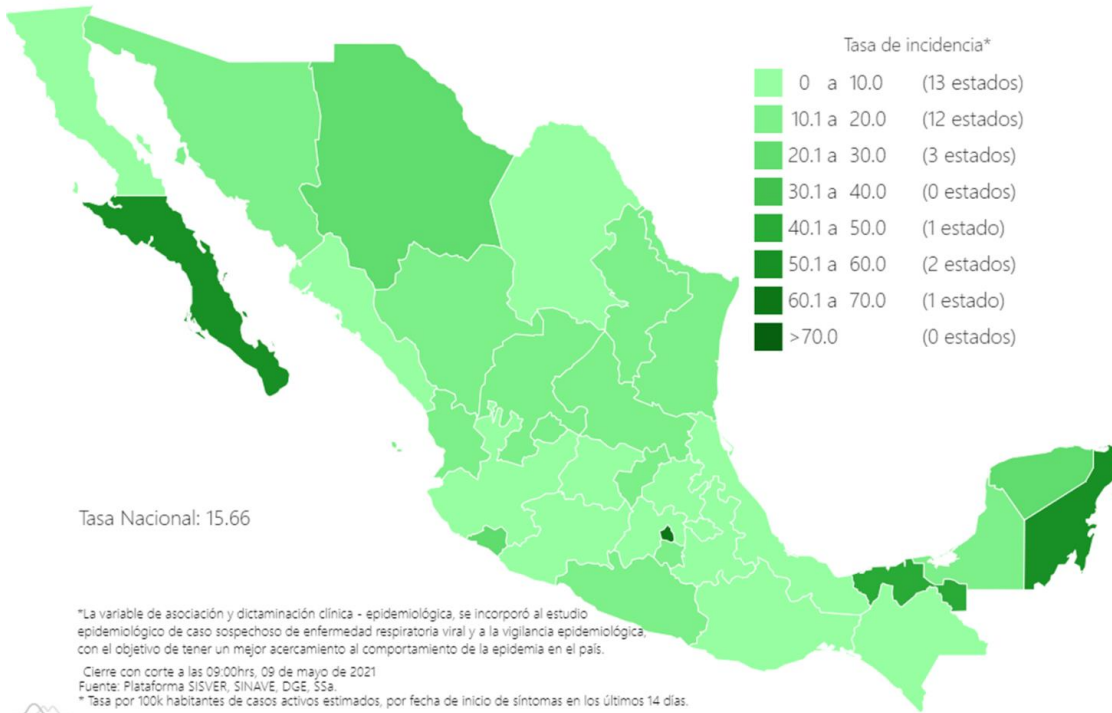 Tasa de incidencia*
0 a 10.0 (13 estados)
10.1 a 20.0 (12 estados)
20.1 a 30.0 (3 estados)
30.1 a 40.0 (0 estados)
40.1 a 50.0 (1 estado)
50.1 a 60.0 (2 estados)
60.1 a 70.0 (1 estado)
>70.0 (0 estados)
Tasa Nacional: 15.66
*La variable de asociación y dictaminación clínica - epidemiológica, se incorporó al estudio
epidemiológico de caso sospechoso de enfermedad respiratoria viral y a la vigilancia epidemiológica,
con el objetivo de tener un mejor acercamiento al comportamiento de la epidemia en el país.
Cierre con corte a las 09:00hrs, 09 de mayo de 2021
Fuente: Plataforma SISVER, SINAVE, DGE, SSa.
* Tasa por 100k habitantes de casos activos estimados, por fecha de inicio de síntomas en los últimos 14 días.